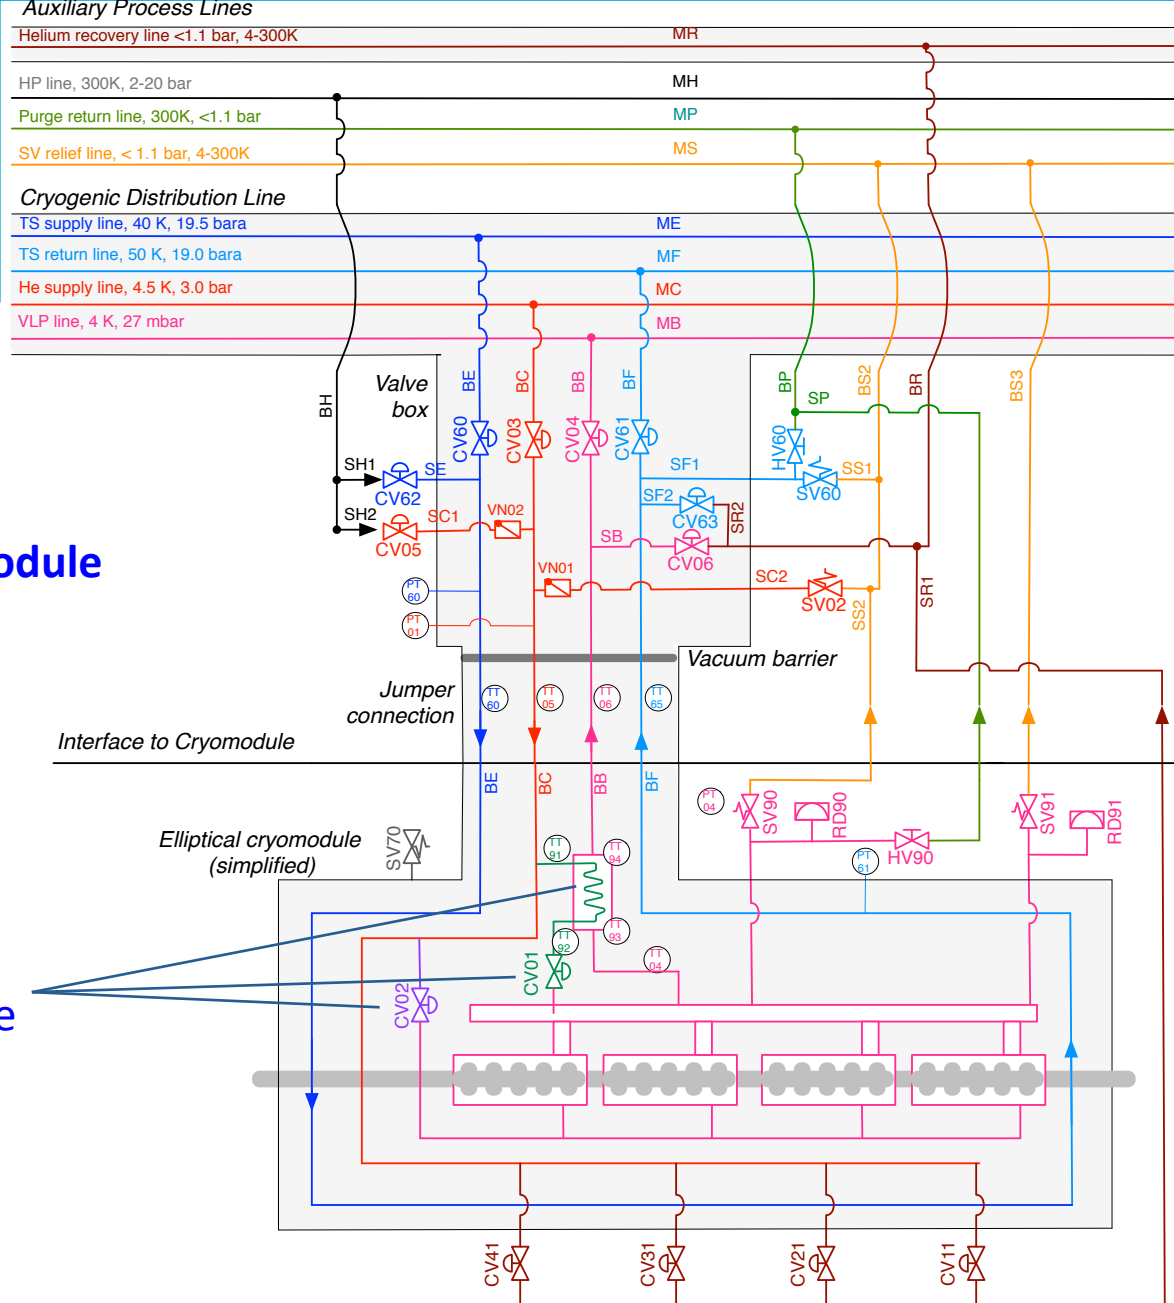 Auxiliary Process Lines
Helium recovery line <1.1 bar, 4-300K MR
HP line, 300K, 2-20 bar MH
Purge return line, 300K, <1.1 bar MP
SV relief line, < 1.1 bar, 4-300K MS
Cryogenic Distribution Line
TS supply line, 40 K, 19.5 bara ME
TS return line, 50 K, 19.0 bara MF
He supply line, 4.5 K, 3.0 bar MC
VLP line, 4 K, 27 mbar MB
Valve
box
BH
BE
BC
BB
BF
BP
SP
BS2
BR
BS3
CV60
CV03
CV04
CV61
HV60
SH1
SE
CV62
SF1
SV60
SS1
SH2
SC1
VN02
CV05
SF2
CV63
SR2
SB
CV06
odule
VN01
SC2
SV02
SS2
SR1
PT
60
PT
01
Vacuum barrier
Jumper
connection
TT
60
TT
05
TT
06
TT
65
Interface to Cryomodule
BE
BC
BB
BF
PT
04
SV90
RD90
HV90
SV91
RD91
Elliptical cryomodule
(simplified)
SV70
TT
91
TT
94
PT
61
TT
93
TT
92
TT
04
CV01
CV02
e
CV41
CV31
CV21
CV11